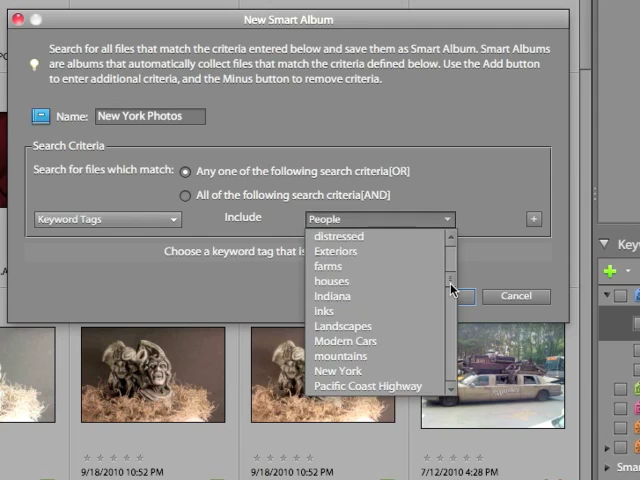 New Smart Album
Search for all files that match the criteria entered below and save them as Smart Album. Smart Albums
are albums that automatically collect files that match the criteria defined below. Use the Add button
to enter additional criteria, and the Minus button to remove criteria.
Name: New York Photos
Search Criteria
Search for files which match: Any one of the following search criteria[OR]
All of the following search criteria[AND]
Keyword Tags Include People
Choose a keyword tag that is
distressed
Exteriors
farms
houses
Indiana
inks
Landscapes
Modern Cars
mountains
New York
Pacific Coast Highway
Cancel
Key
Smar
9/18/2010 10:52 PM 9/18/2010 10:52 PM 7/12/2010 4:28 PM